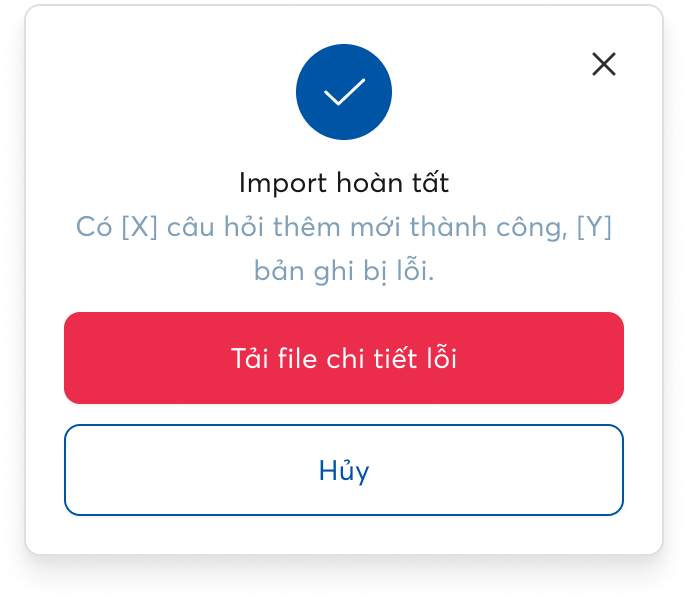 Import hoàn tất
Có [X] câu hỏi thêm mới thành công, [Y]
bản ghi bị lỗi.
Tải file chi tiết lỗi
Hủy